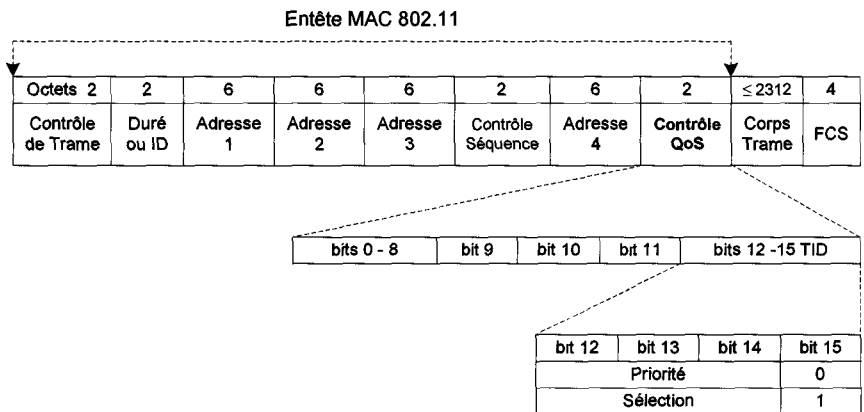 Entête MAC 802.11
Octets 2 2 6 6 6 2 6 2 ≤ 2312 4
Contrôle de Trame Duré ou ID Adresse 1 Adresse 2 Adresse 3 Contrôle Séquence Adresse 4 Contrôle QoS Corps Trame FCS
bits 0 - 8 bit 9 bit 10 bit 11 bits 12 -15 TID
bit 12 bit 13 bit 14 bit 15
Priorité 0
Sélection 1